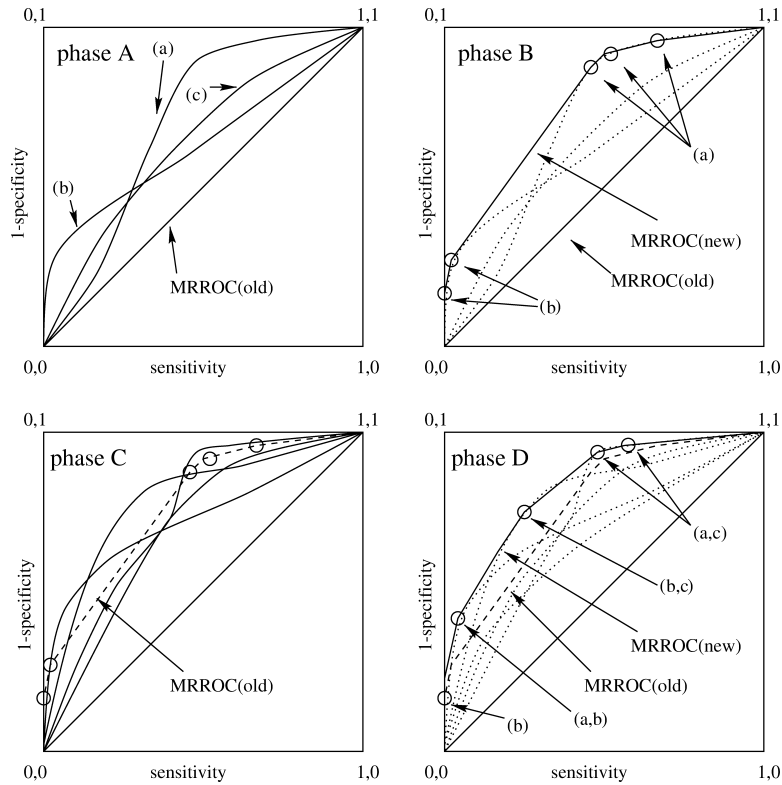 0,1
1,1
phase A
(a)
(c)
1-specificity
(b)
MRROC(old)
0,0
sensitivity
1,0
0,1
1,1
phase B
(a)
1-specificity
MRROC(new)
MRROC(old)
(b)
0,0
sensitivity
1,0
0,1
1,1
phase C
1-specificity
MRROC(old)
0,0
sensitivity
1,0
0,1
1,1
phase D
(a,c)
1-specificity
(b,c)
MRROC(new)
MRROC(old)
(a,b)
(b)
0,0
sensitivity
1,0